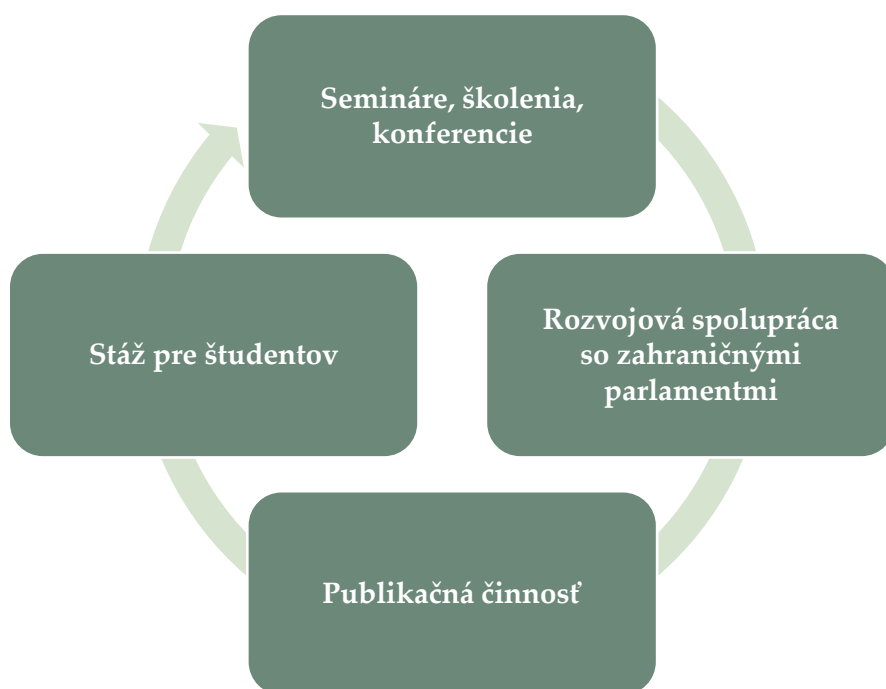 Semináre, školenia,
konferencie
Stáž pre študentov
Rozvojová spolupráca
so zahraničnými
parlamentmi
Publikačná činnosť